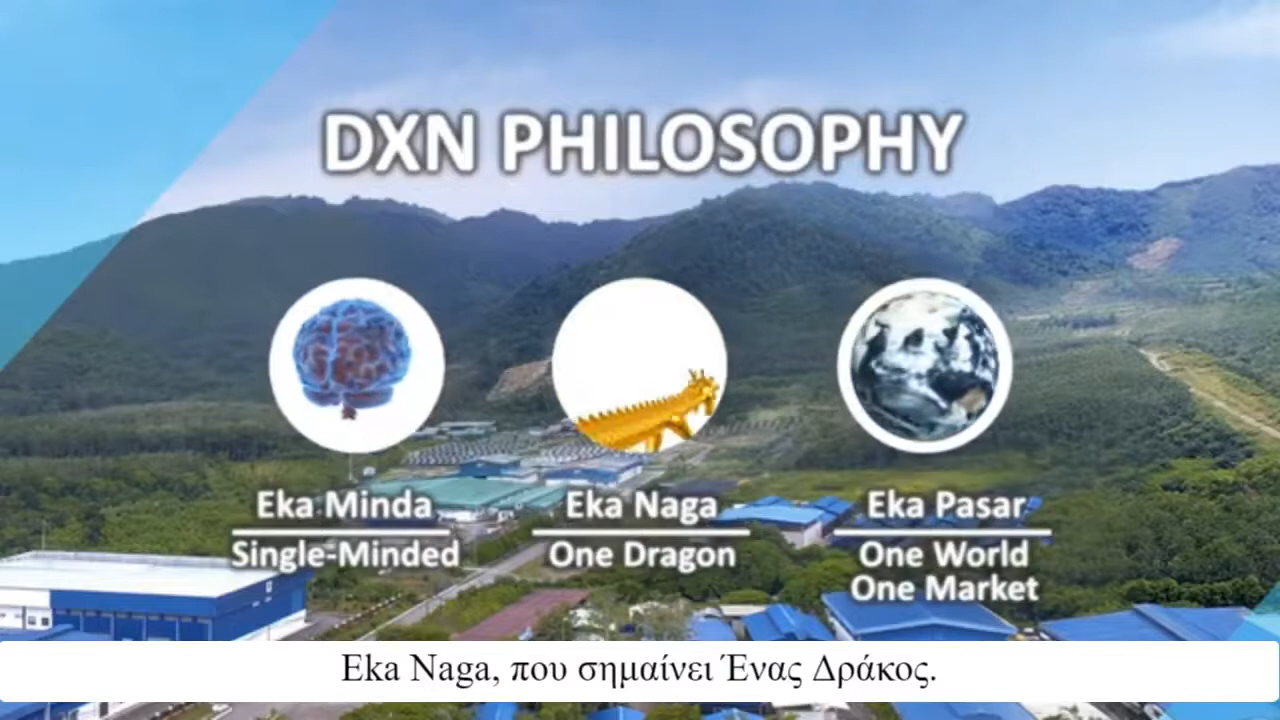 DXN PHILOSOPHY
Eka Minda
Single-Minded
Eka Naga
One Dragon
Eka Pasar
One World
One Market
Eka Naga, που σημαίνει Ένας Δράκος.